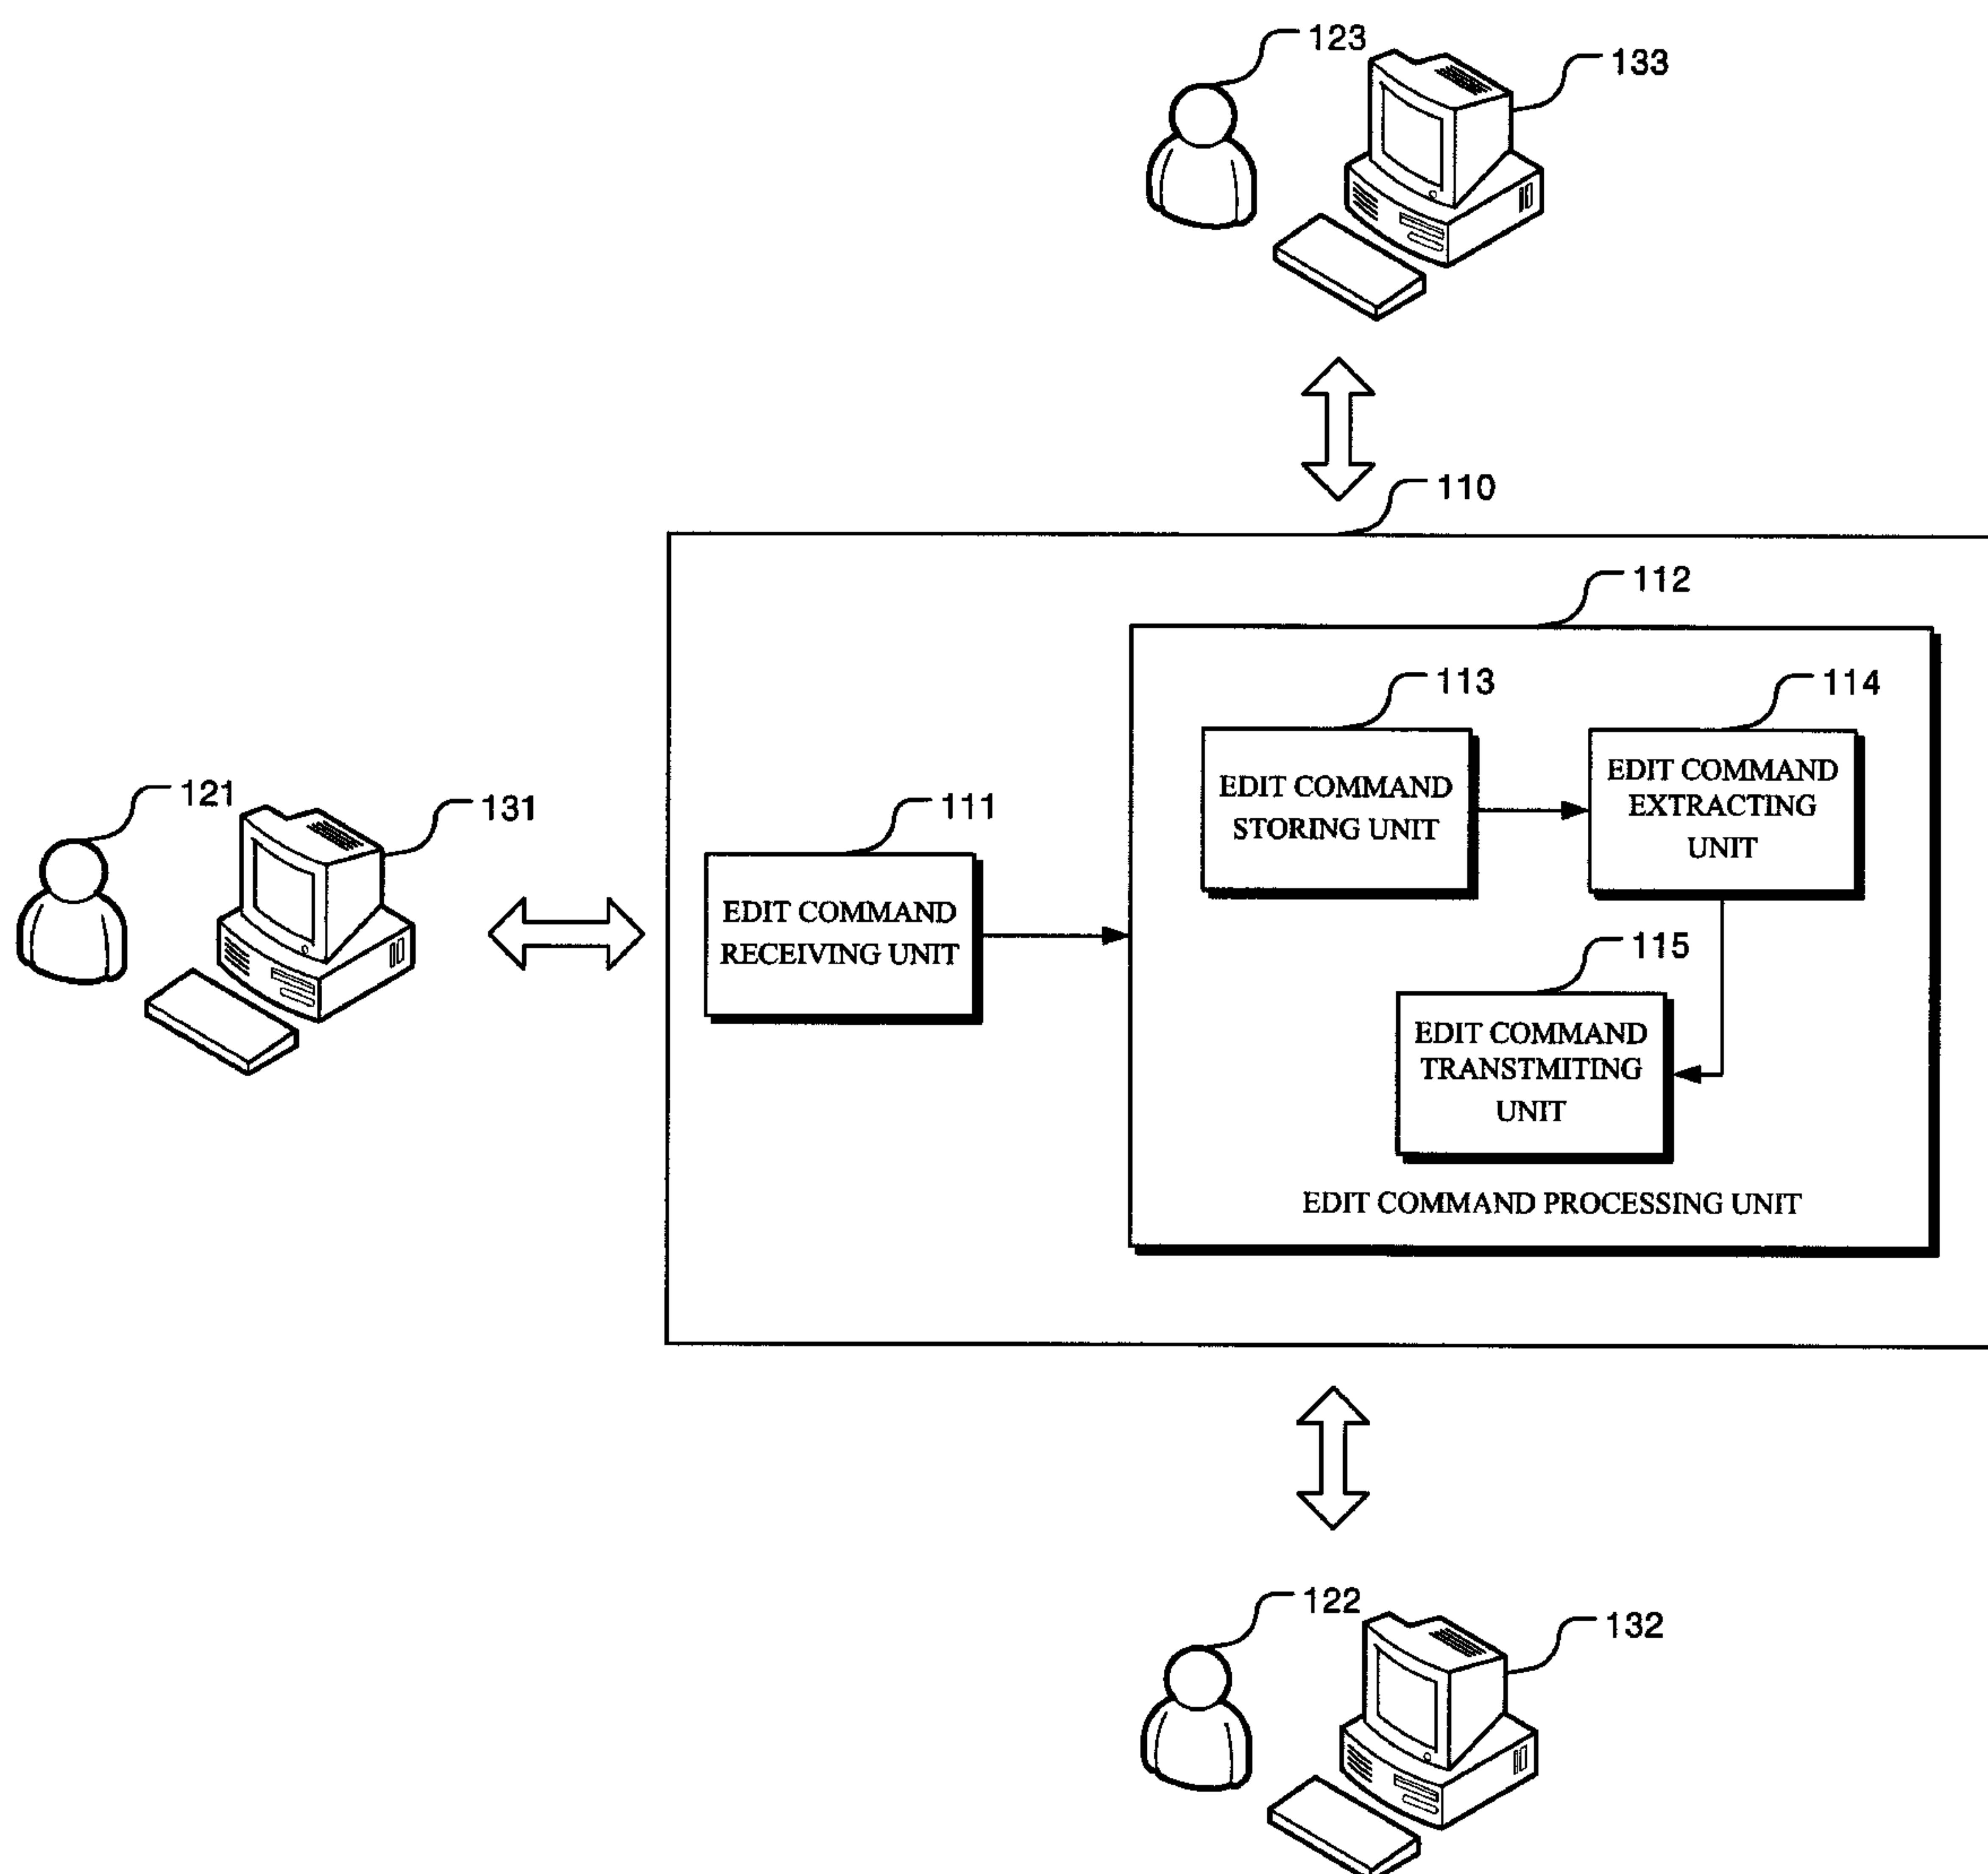 123
133
110
112
113
114
EDIT COMMAND
STORING UNIT
EDIT COMMAND
EXTRACTING
UNIT
121
131
111
EDIT COMMAND
RECEIVING UNIT
115
EDIT COMMAND
TRANSTMITING
UNIT
EDIT COMMAND PROCESSING UNIT
122
132